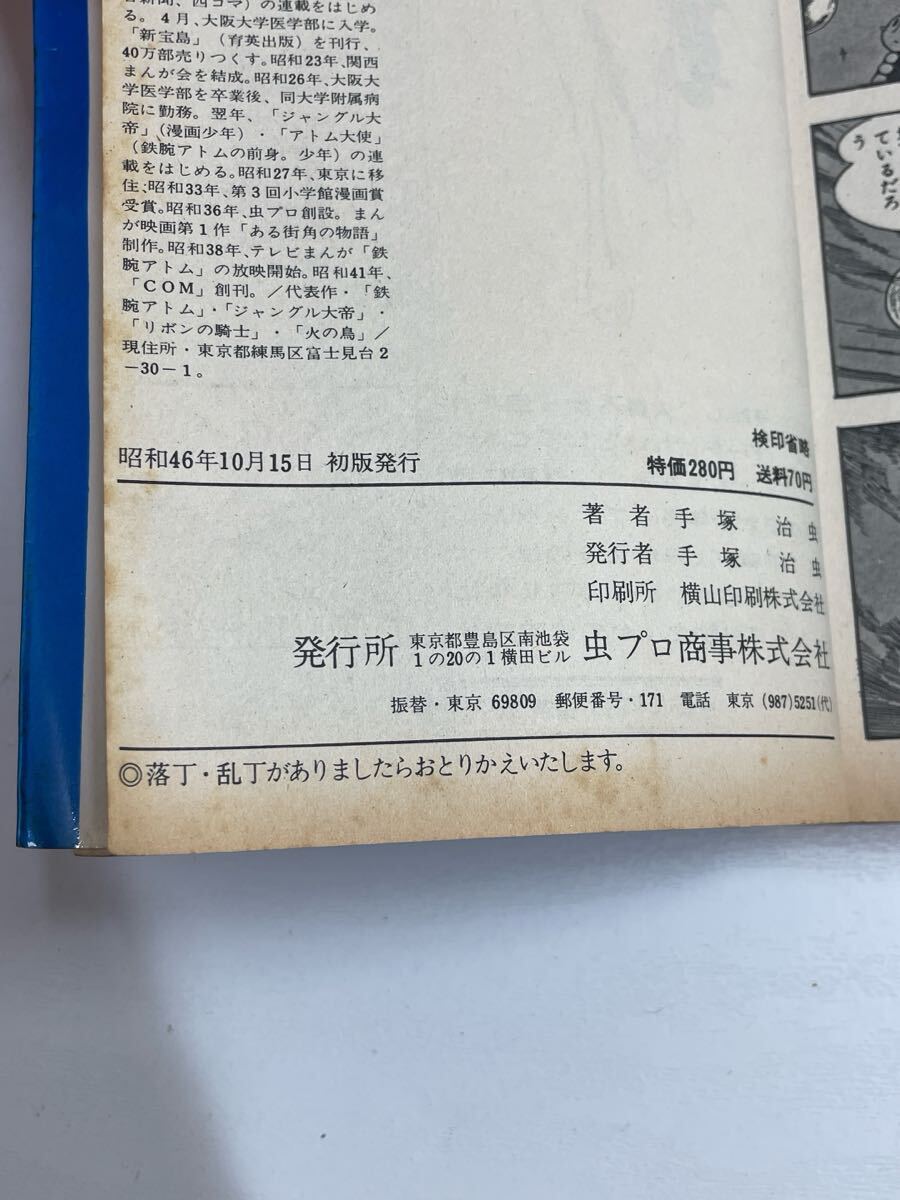 日新聞、四コマ）の連載をはじめ
る。4月、大阪大学医学部に入学。
「新宝島」（育英出版）を刊行、
40万部売りつくす。昭和23年、関西
まんが会を結成。昭和26年、大阪大
学医学部を卒業後、同大学附属病
院に勤務。翌年、「ジャングル大
帝」（漫画少年）・「アトム大使」
（鉄腕アトムの前身。少年）の連
載をはじめる。昭和27年、東京に移
住、昭和33年、第3回小学館漫画賞
受賞。昭和36年、虫プロ創設。まん
が映画第1作「ある街角の物語」
制作。昭和38年、テレビまんが「鉄
腕アトム」の放映開始。昭和41年、
「COM」創刊。／代表作・「鉄
腕アトム」・「ジャングル大帝」・
「リボンの騎士」・「火の鳥」／
現住所・東京都練馬区富士見台2
−30−1。
検印省略
昭和46年10月15日 初版発行
特価280円 送料70円
著者 手塚治虫
発行者 手塚治虫
印刷所 横山印刷株式会社
発行所 東京都豊島区南池袋
1の20の1横田ビル 虫プロ商事株式会社
振替・東京 69809 郵便番号・171 電話 東京 (987)5251(代)
◎落丁・乱丁がありましたらおとりかえいたします。
ているだろ
う